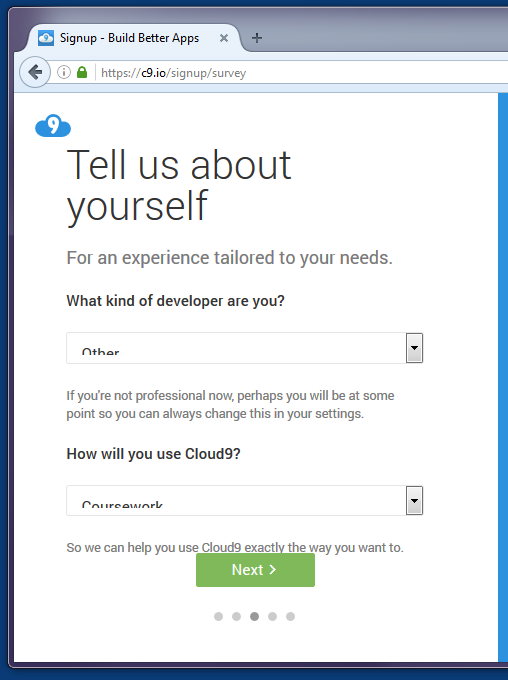 Signup - Build Better Apps
https://c9.io/signup/survey
9
Tell us about
yourself
For an experience tailored to your needs.
What kind of developer are you?
Other
If you're not professional now, perhaps you will be at some
point so you can always change this in your settings.
How will you use Cloud9?
Coursework
So we can help you use Cloud9 exactly the way you want to.
Next